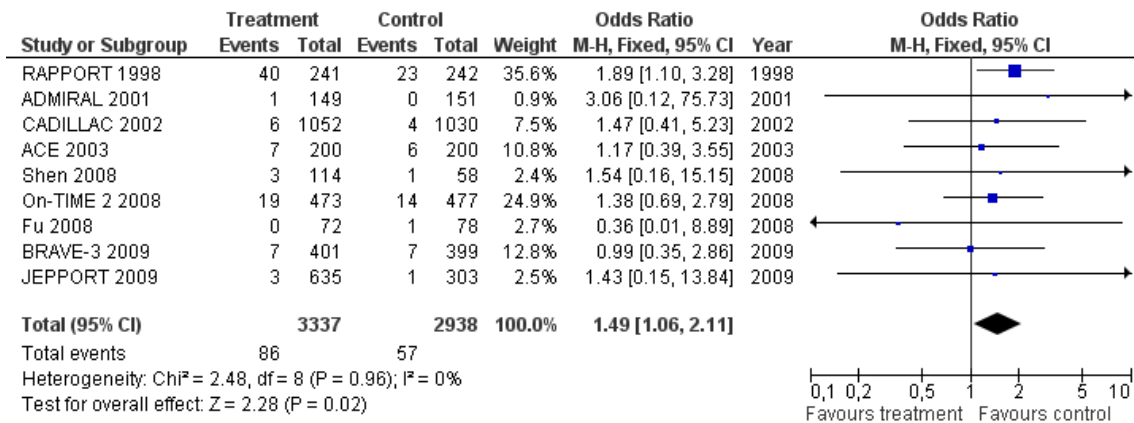 Treatment Control Odds Ratio Odds Ratio
Study or Subgroup Events Total Events Total Weight M-H, Fixed, 95% CI Year M-H, Fixed, 95% CI
RAPPORT 1998 40 241 23 242 35.6% 1.89 [1.10, 3.28] 1998
ADMIRAL 2001 1 149 0 151 0.9% 3.06 [0.12, 75.73] 2001
CADILLAC 2002 6 1052 4 1030 7.5% 1.47 [0.41, 5.23] 2002
ACE 2003 7 200 6 200 10.8% 1.17 [0.39, 3.55] 2003
Shen 2008 3 114 1 58 2.4% 1.54 [0.16, 15.15] 2008
On-TIME 2 2008 19 473 14 477 24.9% 1.38 [0.69, 2.79] 2008
Fu 2008 0 72 1 78 2.7% 0.36 [0.01, 8.89] 2008
BRAVE-3 2009 7 401 7 399 12.8% 0.99 [0.35, 2.86] 2009
JEPPORT 2009 3 635 1 303 2.5% 1.43 [0.15, 13.84] 2009
Total (95% CI) 3337 2938 100.0% 1.49 [1.06, 2.11]
Total events 86 57
Heterogeneity: Chi² = 2.48, df = 8 (P = 0.96); I² = 0%
Test for overall effect: Z = 2.28 (P = 0.02)
0,1 0,2 0,5 1 2 5 10
Favours treatment Favours control